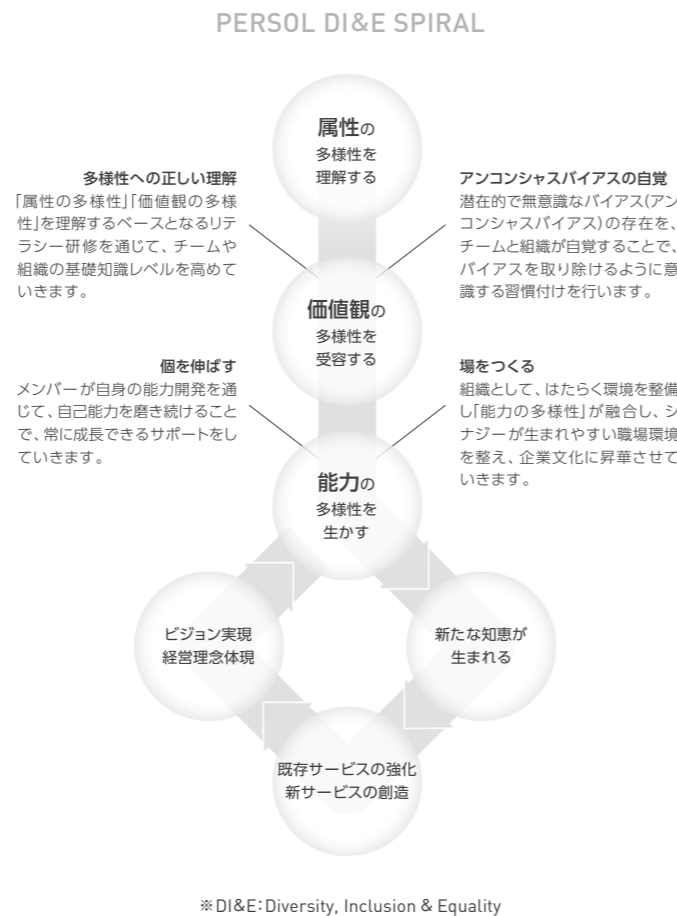 PERSOL DI&E SPIRAL
属性の
多様性を
理解する
多様性への正しい理解
「属性の多様性」「価値観の多様
性」を理解するベースとなるリテ
ラシー研修を通じて、チームや
組織の基礎知識レベルを高めて
いきます。
アンコンシャスバイアスの自覚
潜在的で無意識なバイアス(アン
コンシャスバイアス)の存在を、
チームと組織が自覚することで、
バイアスを取り除けるように意
識する習慣付けを行います。
価値観の
多様性を
受容する
個を伸ばす
メンバーが自身の能力開発を通
じて、自己能力を磨き続けること
で、常に成長できるサポートをし
ていきます。
場をつくる
組織として、はたらく環境を整備
し「能力の多様性」が融合し、シ
ナジーが生まれやすい職場環境
を整え、企業文化に昇華させて
いきます。
能力の
多様性を
生かす
ビジョン実現
経営理念体現
新たな知恵が
生まれる
既存サービスの強化
新サービスの創造
※DI&E:Diversity, Inclusion & Equality